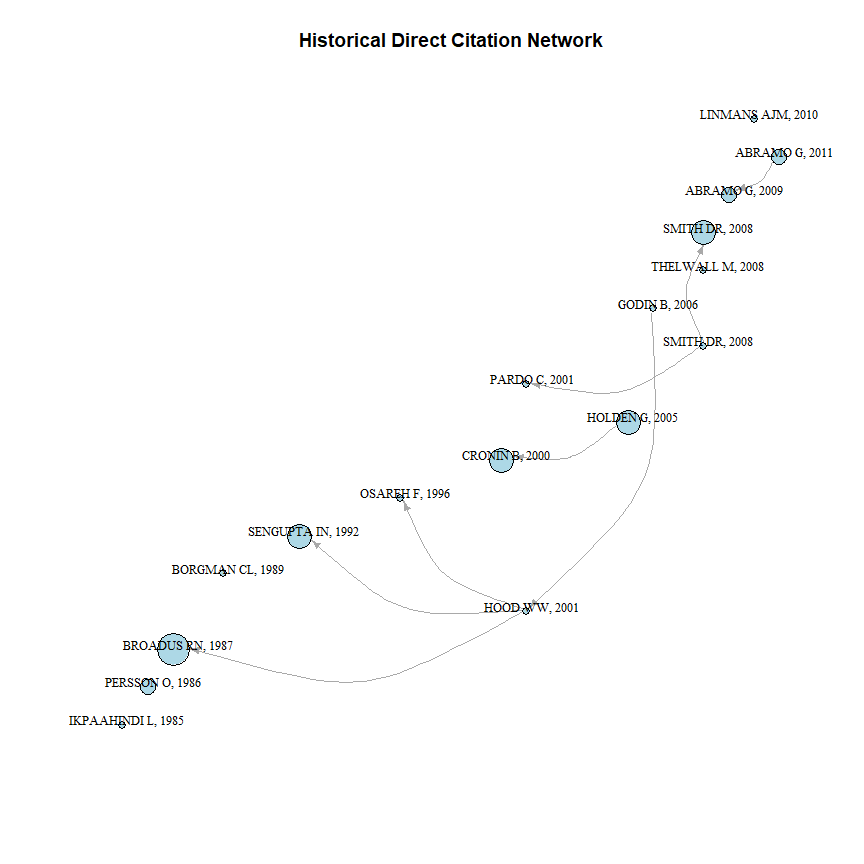 Historical Direct Citation Network
LINMANS AJM, 2010
ABRAMO G, 2011
ABRAMO G, 2009
SMITH DR, 2008
THELWALL M, 2008
GODIN B, 2006
SMITH DR, 2008
PARDO C, 2001
HOLDEN G, 2005
CRONIN B, 2000
OSAREH F, 1996
SENGUPTA IN, 1992
BORGMAN CL, 1989
HOOD WW, 2001
BROADUS RN, 1987
PERSSON O, 1986
IKPAAHINDI L, 1985